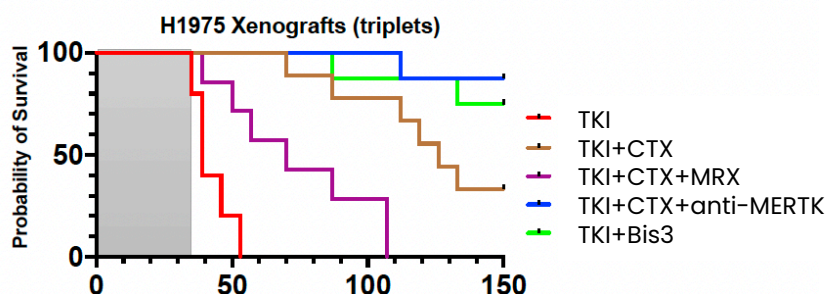 H1975 Xenografts (triplets)
Probability of Survival
100
50
0
0
50
100
150
TKI
TKI+CTX
TKI+CTX+MRX
TKI+CTX+anti-MERTK
TKI+Bis3